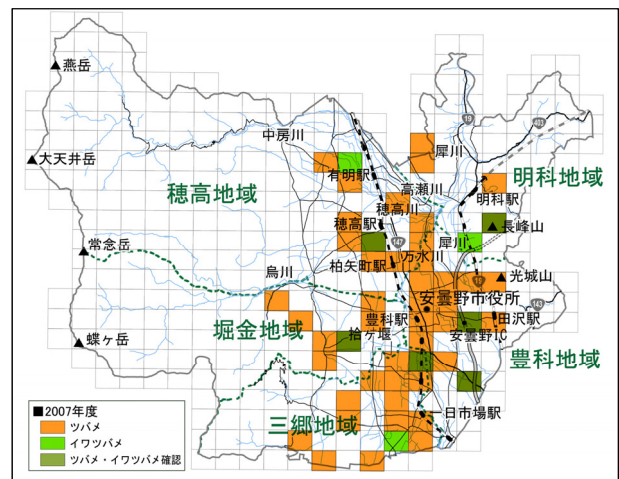 燕岳
大天井岳
常念岳
蝶ヶ岳
中房川
有明駅
穂高地域
高瀬川
穂高川
穂高駅
147
万水川
柏矢町駅
烏川
犀川
19
403
明科地域
明科駅
長峰山
犀川
光城山
19
安曇野市役所
143
田沢駅
安曇野IC
豊科駅
拾ヶ堰
堀金地域
豊科地域
三郷地域
日市場駅
■2007年度
ツバメ
イワツバメ
ツバメ・イワツバメ確認